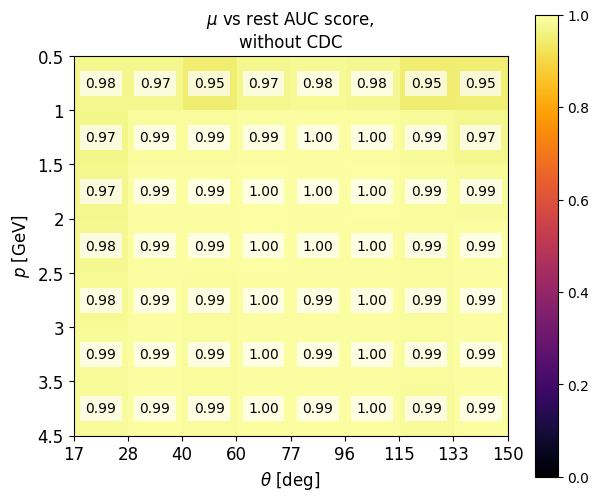 μ vs rest AUC score,
without CDC
0.5
0.98 0.97 0.95 0.97 0.98 0.98 0.95 0.95
1
0.97 0.99 0.99 0.99 1.00 1.00 0.99 0.97
1.5
0.97 0.99 0.99 1.00 1.00 1.00 0.99 0.99
2
0.98 0.99 0.99 1.00 1.00 1.00 0.99 0.99
2.5
0.98 0.99 0.99 1.00 0.99 1.00 0.99 0.99
3
0.99 0.99 0.99 1.00 0.99 1.00 0.99 0.99
3.5
0.99 0.99 0.99 1.00 0.99 1.00 0.99 0.99
4.5
p [GeV]
17 28 40 60 77 96 115 133 150
θ [deg]
1.0
0.8
0.6
0.4
0.2
0.0